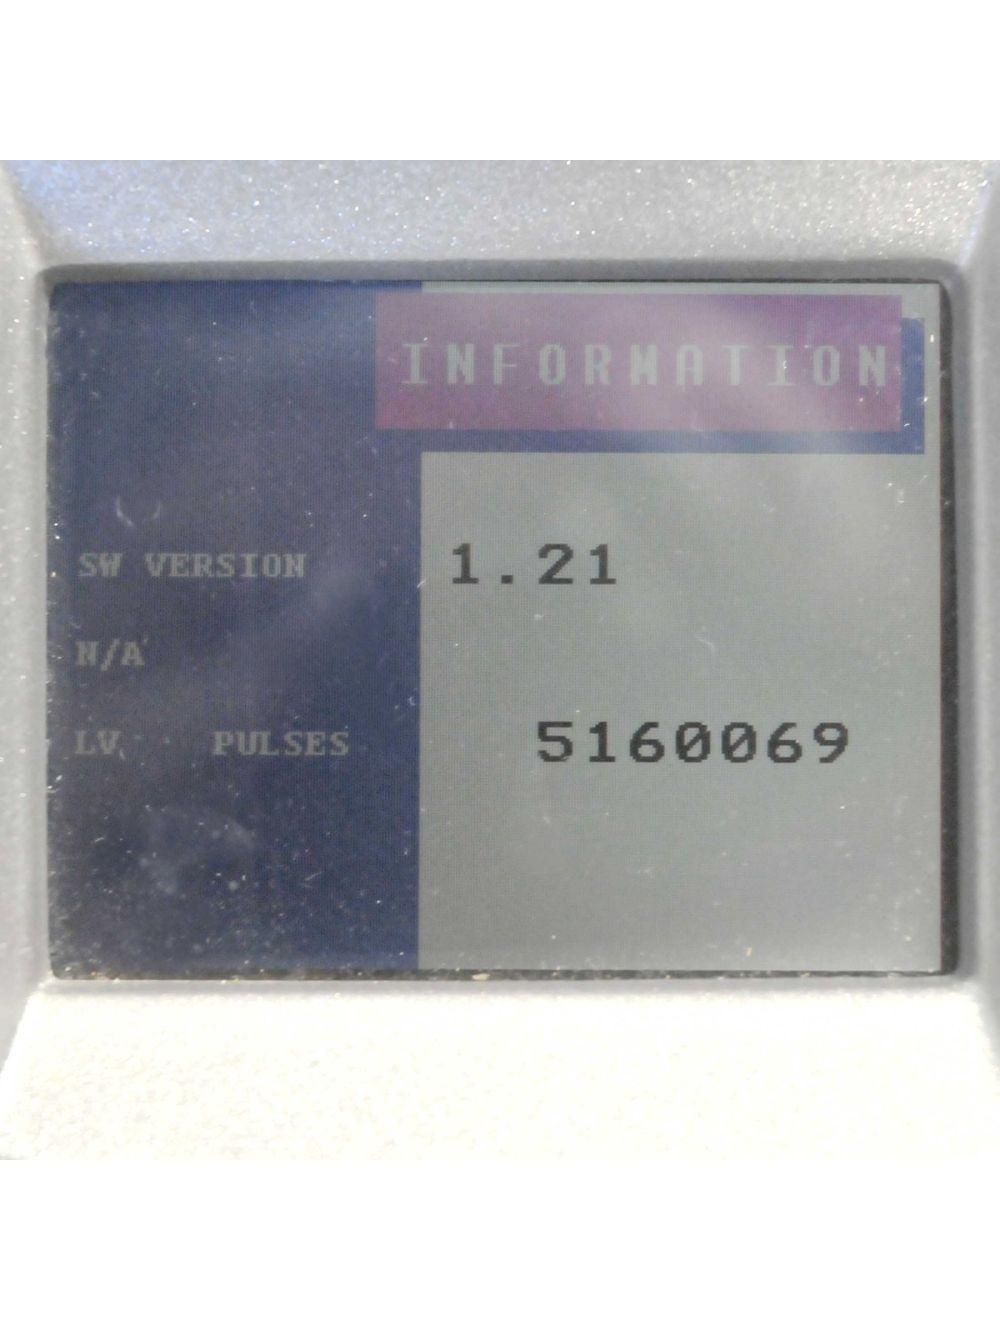 INFORMATION
SW VERSION 1.21
N/A
LV PULSES 5160069